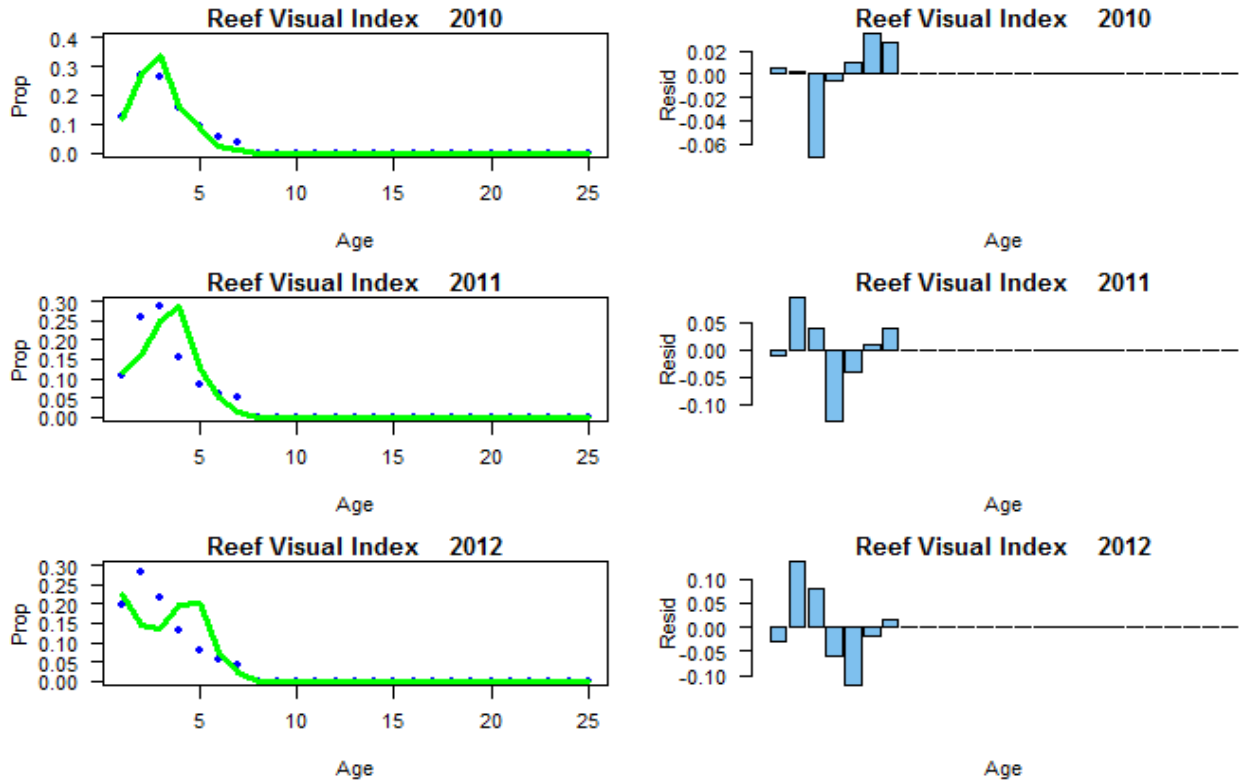 Reef Visual Index 2010
Prop
0.4
0.3
0.2
0.1
0.0
5 10 15 20 25
Age
Reef Visual Index 2010
Resid
0.02
0.00
-0.02
-0.04
-0.06
Age
Reef Visual Index 2011
Prop
0.30
0.25
0.20
0.15
0.10
0.05
0.00
5 10 15 20 25
Age
Reef Visual Index 2011
Resid
0.05
0.00
-0.05
-0.10
Age
Reef Visual Index 2012
Prop
0.30
0.25
0.20
0.15
0.10
0.05
0.00
5 10 15 20 25
Age
Reef Visual Index 2012
Resid
0.10
0.05
0.00
-0.05
-0.10
Age